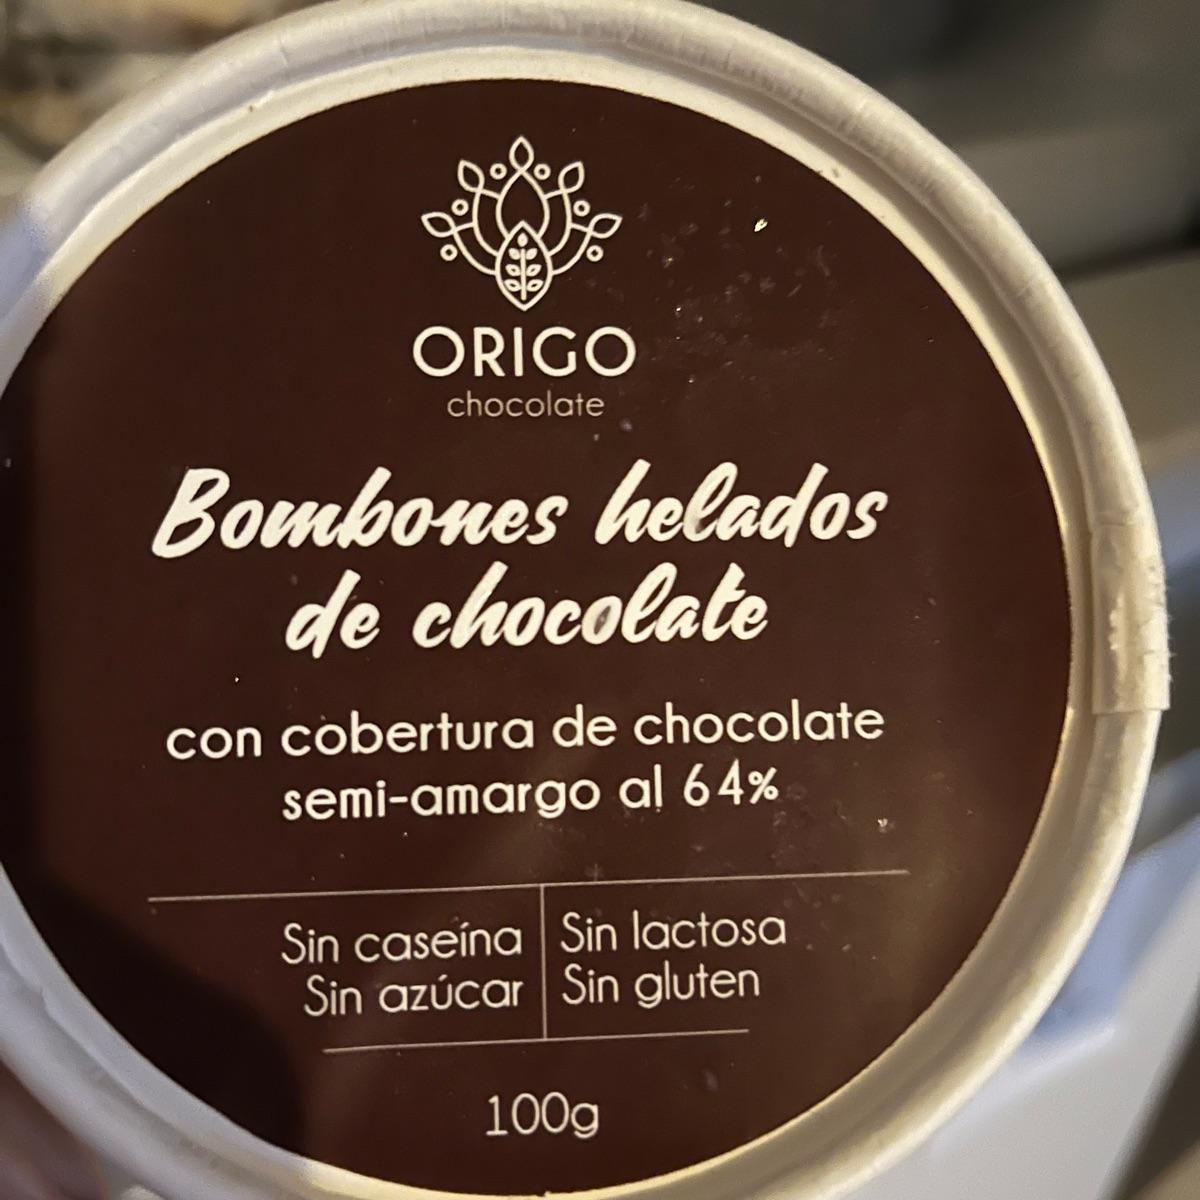 ORIGO
chocolate
Bombones helados
de chocolate
con cobertura de chocolate
semi-amargo al 64%
Sin caseína
Sin azúcar
Sin lactosa
Sin gluten
100g